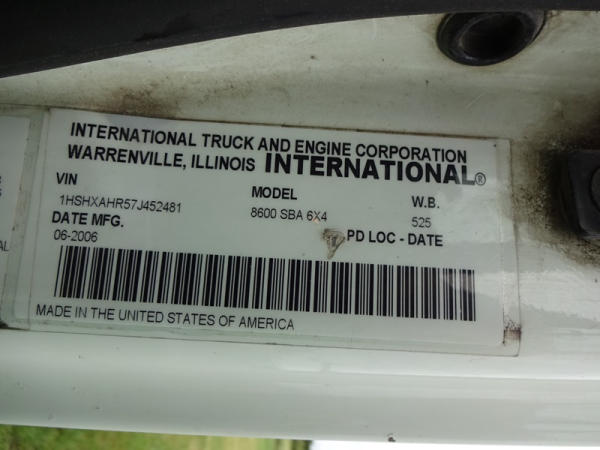 INTERNATIONAL TRUCK AND ENGINE CORPORATION
WARRENVILLE, ILLINOIS INTERNATIONAL®
VIN MODEL W.B.
1HSHXAHR57J452481 8600 SBA 6X4 525
DATE MFG. PD LOC - DATE
06-2006
MADE IN THE UNITED STATES OF AMERICA